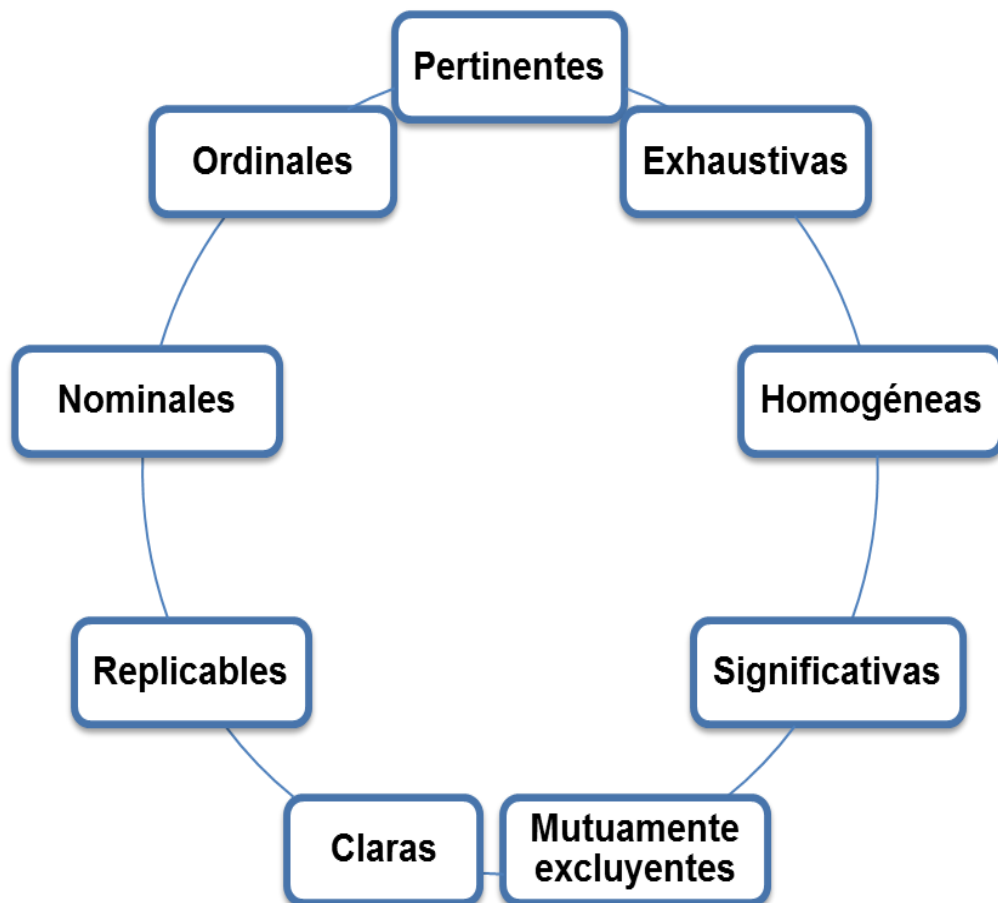 Pertinentes
Exhaustivas
Homogéneas
Significativas
Mutuamente
excluyentes
Claras
Replicables
Nominales
Ordinales